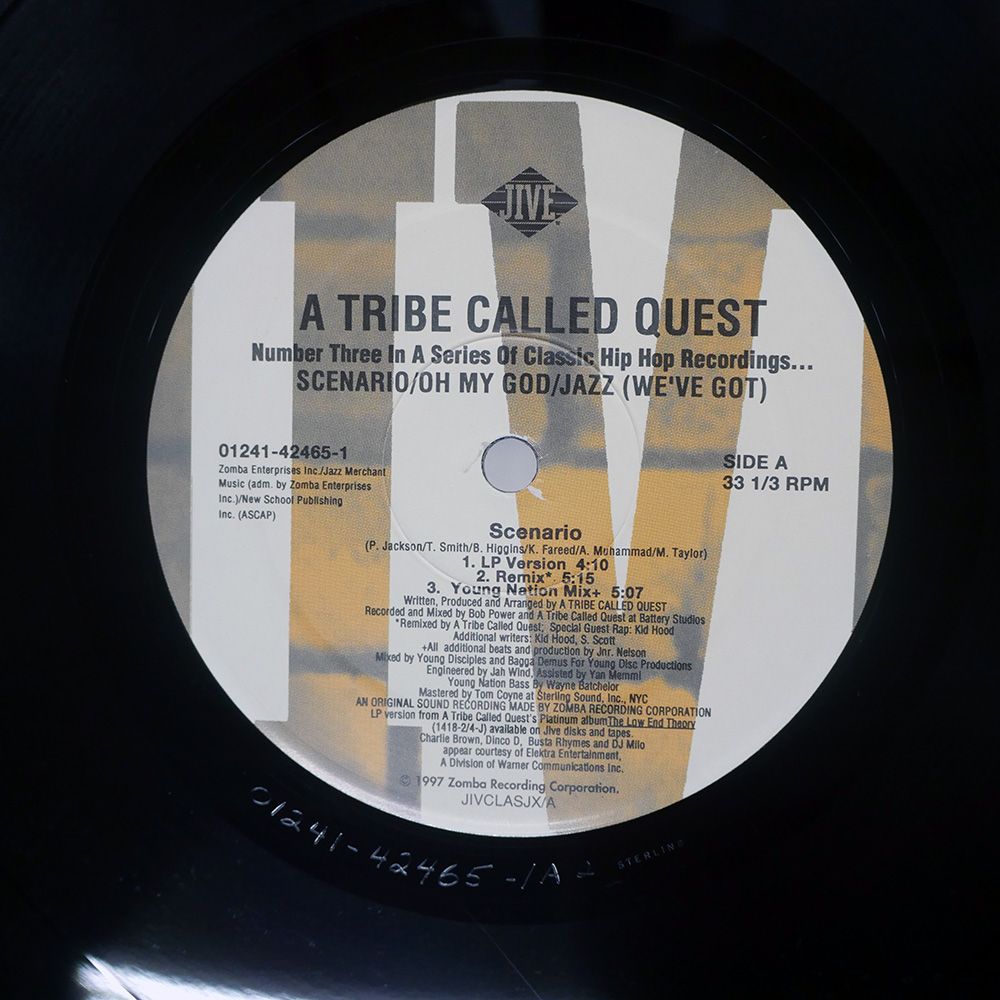 JIVE
A TRIBE CALLED QUEST
Number Three In A Series Of Classic Hip Hop Recordings...
SCENARIO/OH MY GOD/JAZZ (WE'VE GOT)
01241-42465-1
Zomba Enterprises Inc./Jazz Merchant
Music (adm. by Zomba Enterprises
Inc.)/New School Publishing
Inc. (ASCAP)
SIDE A
33 1/3 RPM
Scenario
(P. Jackson/T. Smith/B. Higgins/K. Fareed/A. Muhammad/M. Taylor)
1. LP Version 4:10
2. Remix* 5:15
3. Young Nation Mix+ 5:07
Written, Produced and Arranged by A TRIBE CALLED QUEST
Recorded and Mixed by Bob Power and A Tribe Called Quest at Battery Studios
*Remixed by A Tribe Called Quest; Special Guest Rap: Kid Hood
Additional writers: Kid Hood, S. Scott
+All additional beats and production by Jnr. Nelson
Mixed by Young Disciples and Bagga Demus For Young Disc Productions
Engineered by Jah Wind, Assisted by Yan Memmi
Young Nation Bass By Wayne Batchelor
Mastered by Tom Coyne at Sterling Sound, Inc., NYC
AN ORIGINAL SOUND RECORDING MADE BY ZOMBA RECORDING CORPORATION
LP version from A Tribe Called Quest's Platinum album The Low End Theory
(1418-2/4-J) available on Jive disks and tapes.
Charlie Brown, Dinco D, Busta Rhymes and DJ Milo
appear courtesy of Elektra Entertainment,
A Division of Warner Communications Inc.
© 1997 Zomba Recording Corporation.
JIVCLASJX/A
01241-42465-1A
STERLING